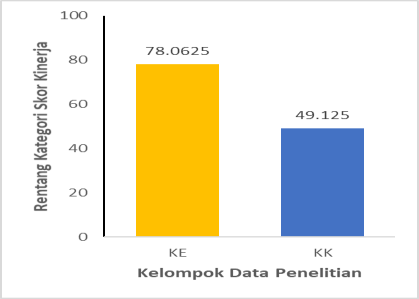 Rentang Kategori Skor Kinerja
100
80
60
40
20
0
78.0625
49.125
KE
KK
Kelompok Data Penelitian